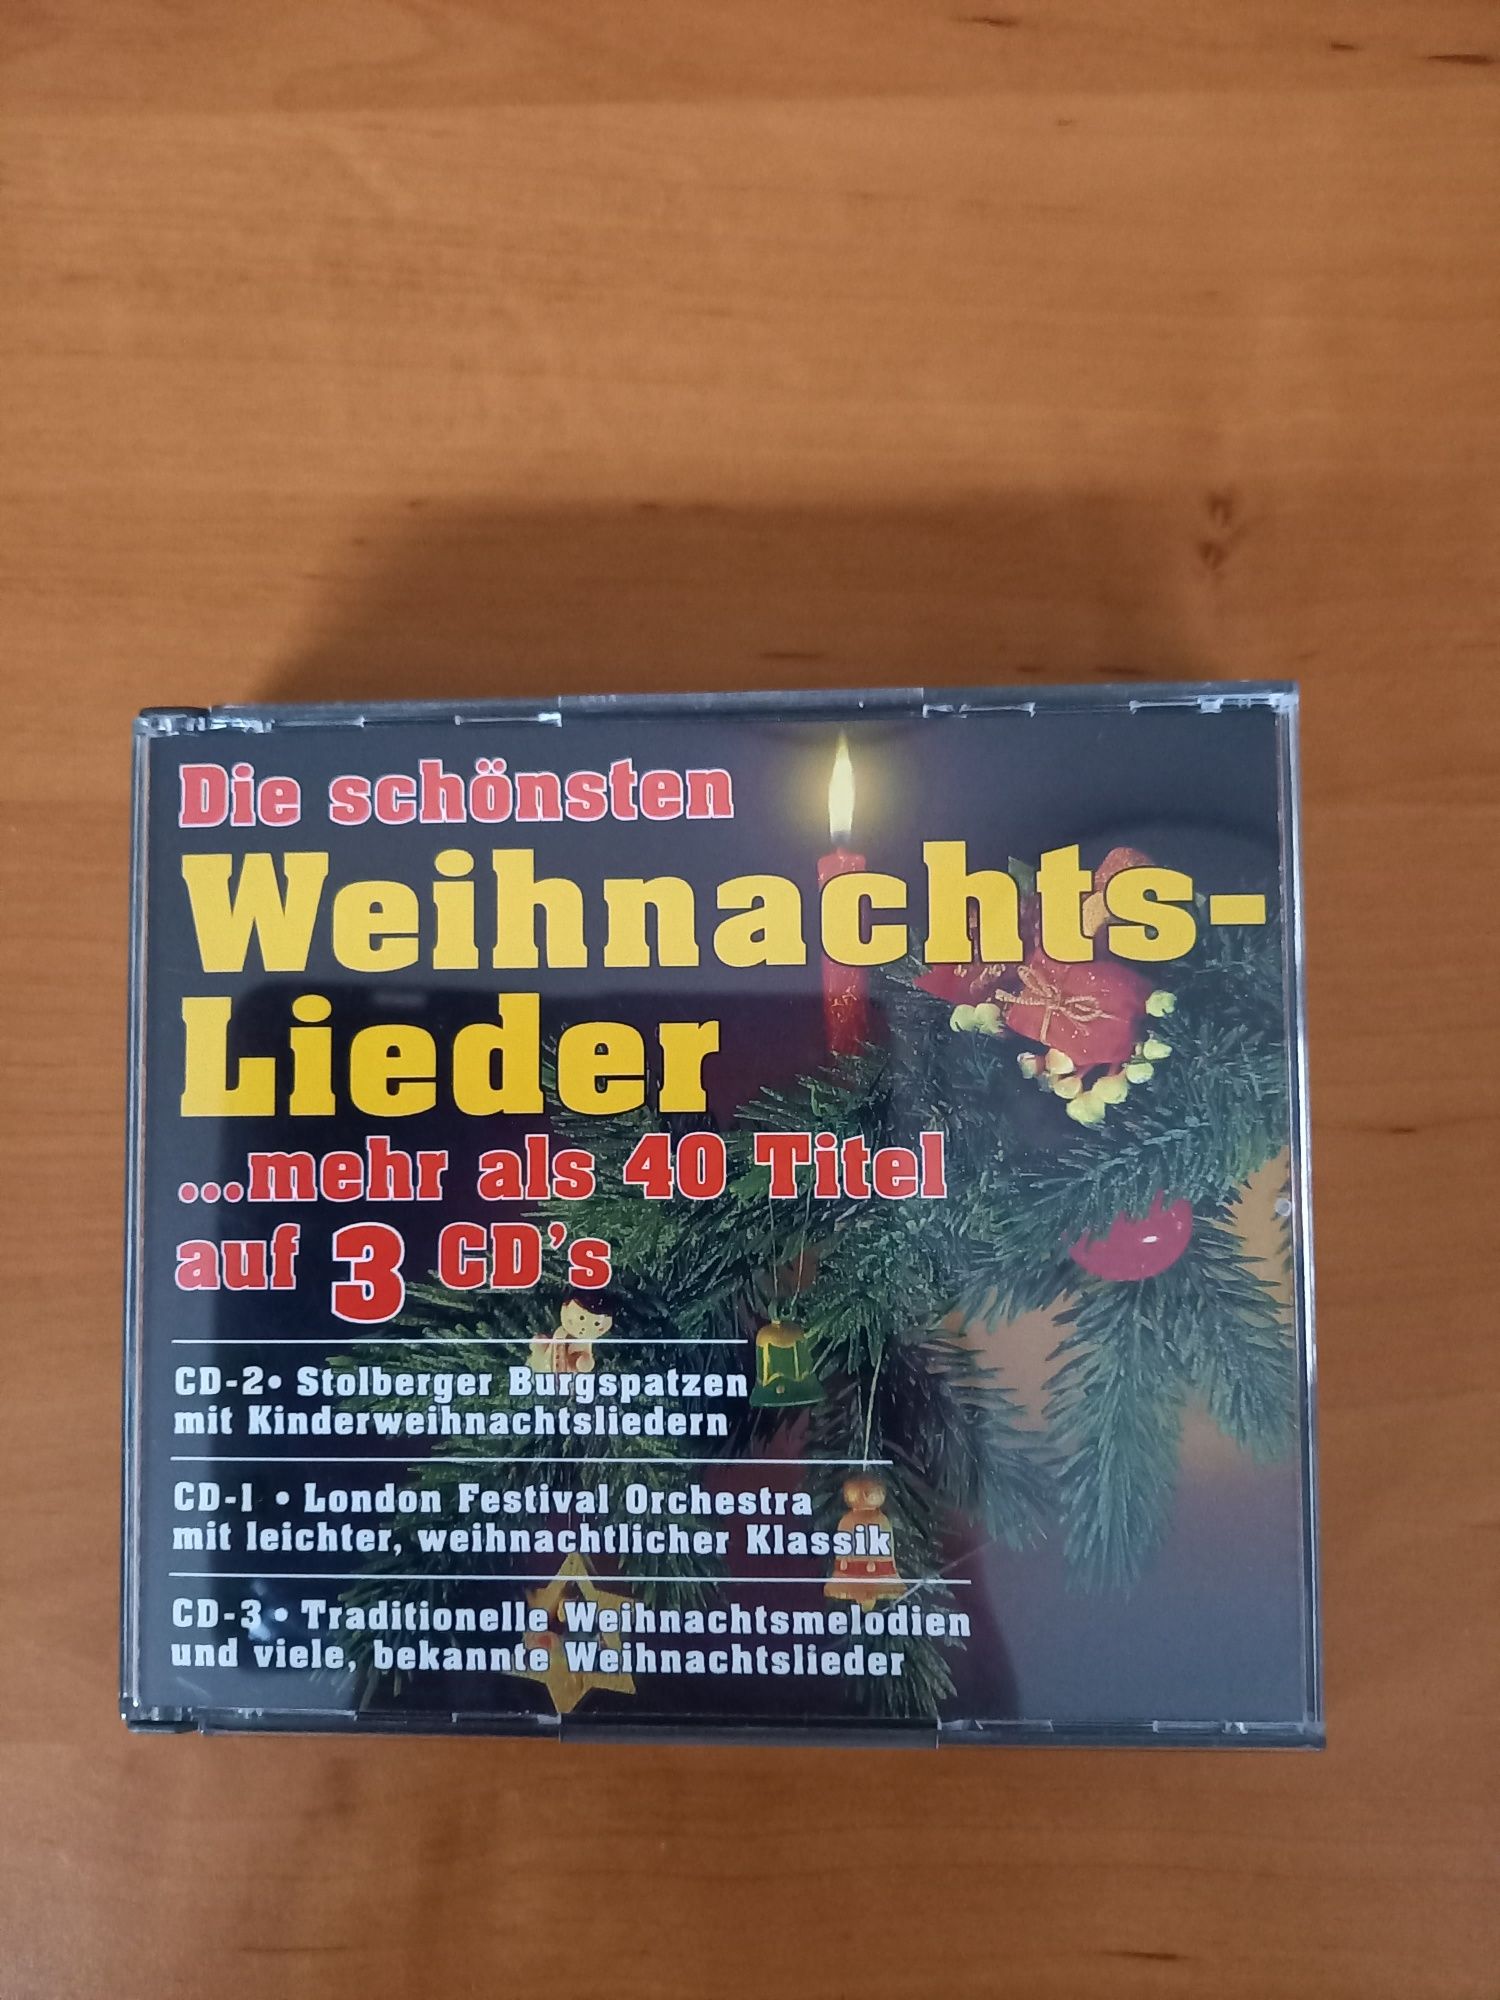 Die schönsten
Weihnachts-
Lieder
...mehr als 40 Titel
auf 3 CD's
CD-2• Stolberger Burgspatzen
mit Kinderweihnachtsliedern
CD-1 • London Festival Orchestra
mit leichter, weihnachtlicher Klassik
CD-3 • Traditionelle Weihnachtsmelodien
und viele, bekannte Weihnachtslieder